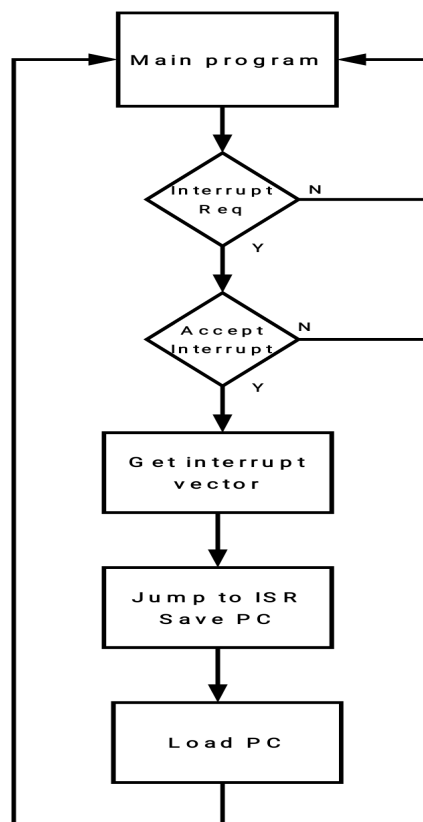 Main program
Interrupt
Req
N
Y
Accept
Interrupt
N
Y
Get interrupt
vector
Jump to ISR
Save PC
Load PC